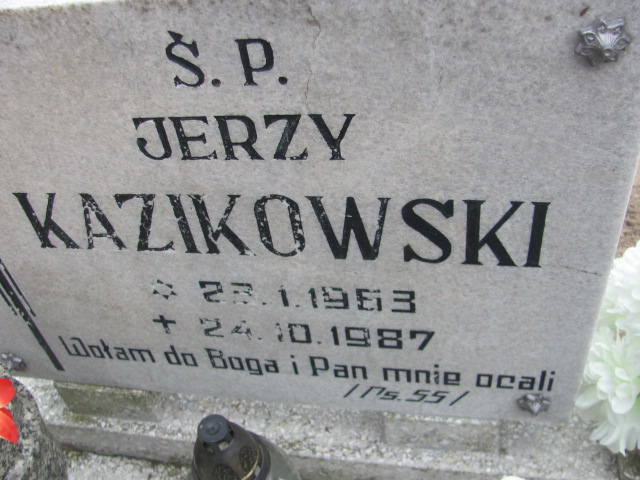 Ś.P.
JERZY
KAZIKOWSKI
✡ 23.1.1963
+ 24.10.1987
Wołam do Boga i Pan mnie ocali
/Ps.55/